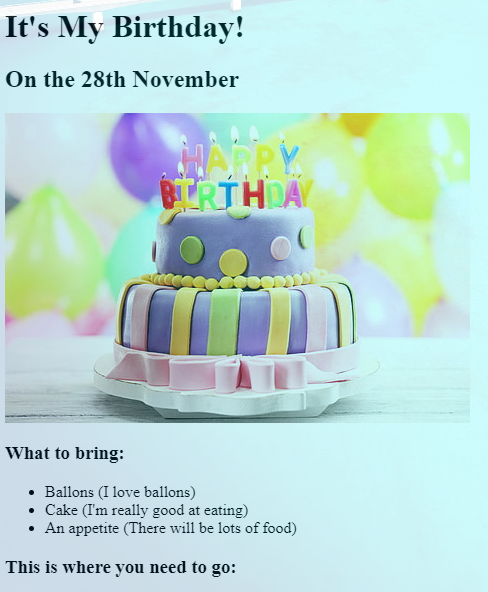 It's My Birthday!
On the 28th November
HAPPY
BIRTHDAY
What to bring:
Ballons (I love ballons)
Cake (I'm really good at eating)
An appetite (There will be lots of food)
This is where you need to go: